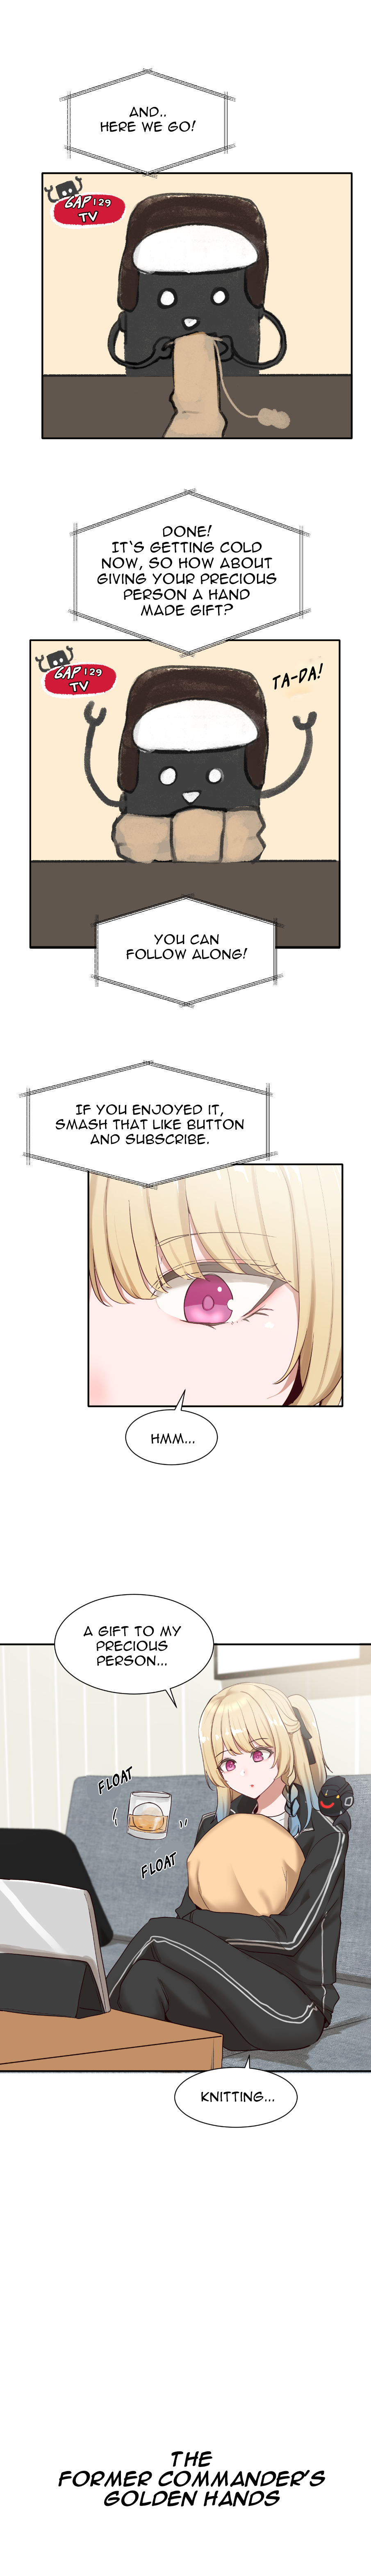 AND..
HERE WE GO!
GAP 129
TV
DONE!
IT'S GETTING COLD
NOW, SO HOW ABOUT
GIVING YOUR PRECIOUS
PERSON A HAND
MADE GIFT?
GAP 129
TV
TA-DA!
YOU CAN
FOLLOW ALONG!
IF YOU ENJOYED IT,
SMASH THAT LIKE BUTTON
AND SUBSCRIBE.
HMM...
A GIFT TO MY
PRECIOUS
PERSON...
FLOAT
FLOAT
KNITTING...
THE
FORMER COMMANDER'S
GOLDEN HANDS